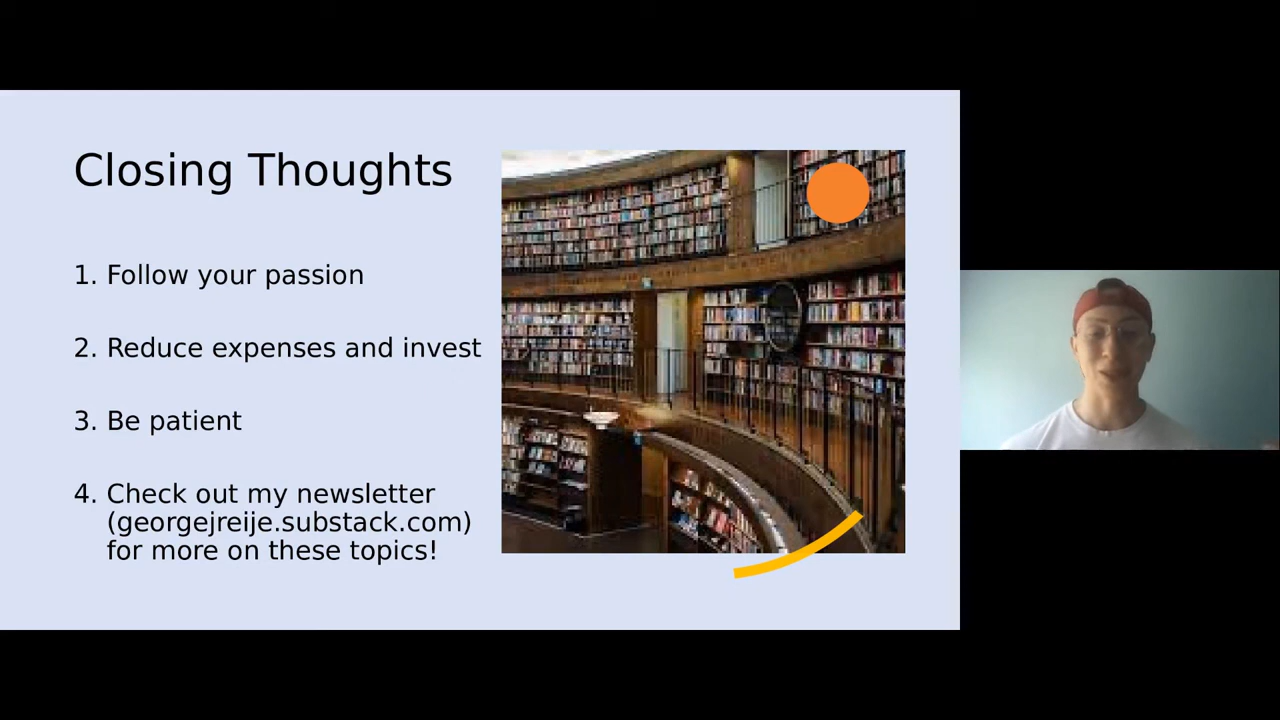 Closing Thoughts
1. Follow your passion
2. Reduce expenses and invest
3. Be patient
4. Check out my newsletter
(georgejreije.substack.com)
for more on these topics!